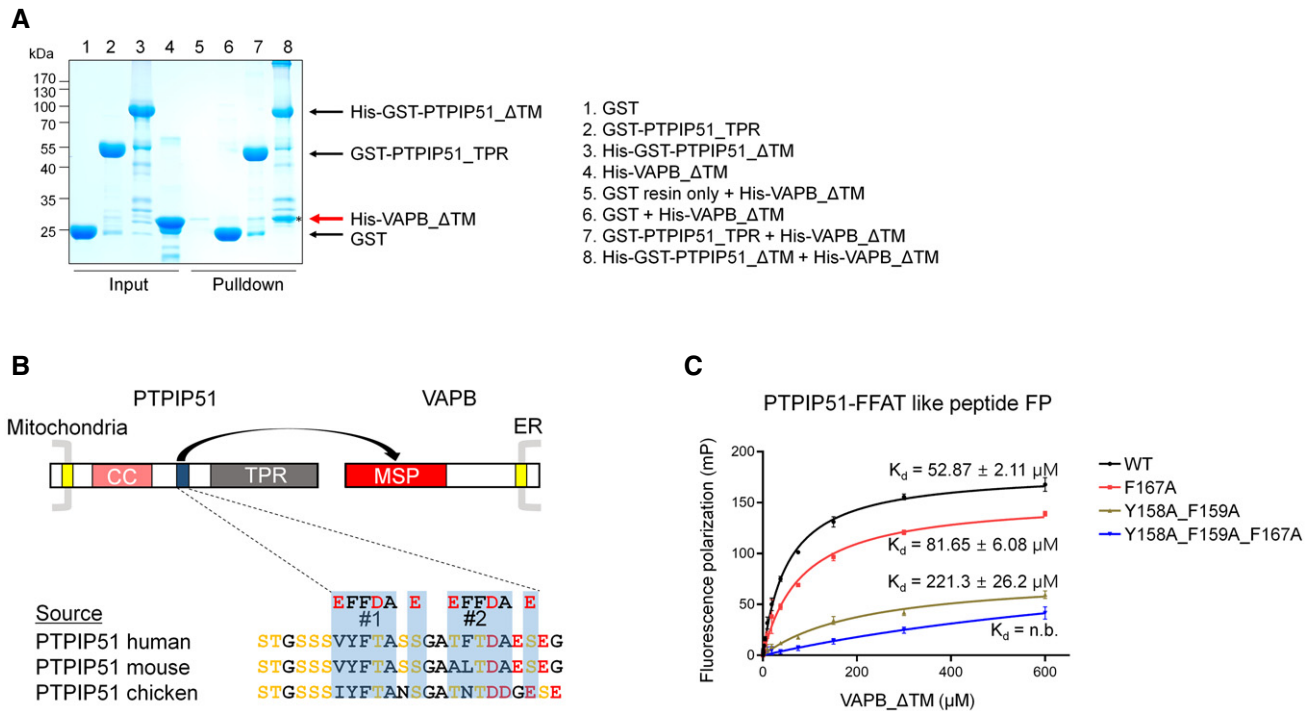 A
kDa 1 2 3 4 5 6 7 8
170
130
100
70
55
40
35
25
His-GST-PTPIP51_ΔTM
GST-PTPIP51_TPR
His-VAPB_ΔTM
*
GST
Input Pulldown
1. GST
2. GST-PTPIP51_TPR
3. His-GST-PTPIP51_ΔTM
4. His-VAPB_ΔTM
5. GST resin only + His-VAPB_ΔTM
6. GST + His-VAPB_ΔTM
7. GST-PTPIP51_TPR + His-VAPB_ΔTM
8. His-GST-PTPIP51_ΔTM + His-VAPB_ΔTM
B
PTPIP51 VAPB
Mitochondria ER
CC TPR MSP
EFFDA E EFFDA E
#1 #2
Source
PTPIP51 human STGSSSVYFTASSGATFTDAESEG
PTPIP51 mouse STGSSSVYFTASSGAALTDAESEG
PTPIP51 chicken STGSSSIYFTANSGATNTDDGESE
C
PTPIP51-FFAT like peptide FP
Fluorescence polarization (mP)
200
150
100
50
0
0 200 400 600
VAPB_ΔTM (μM)
Kd = 52.87 ± 2.11 μM
Kd = 81.65 ± 6.08 μM
Kd = 221.3 ± 26.2 μM
Kd = n.b.
WT
F167A
Y158A_F159A
Y158A_F159A_F167A